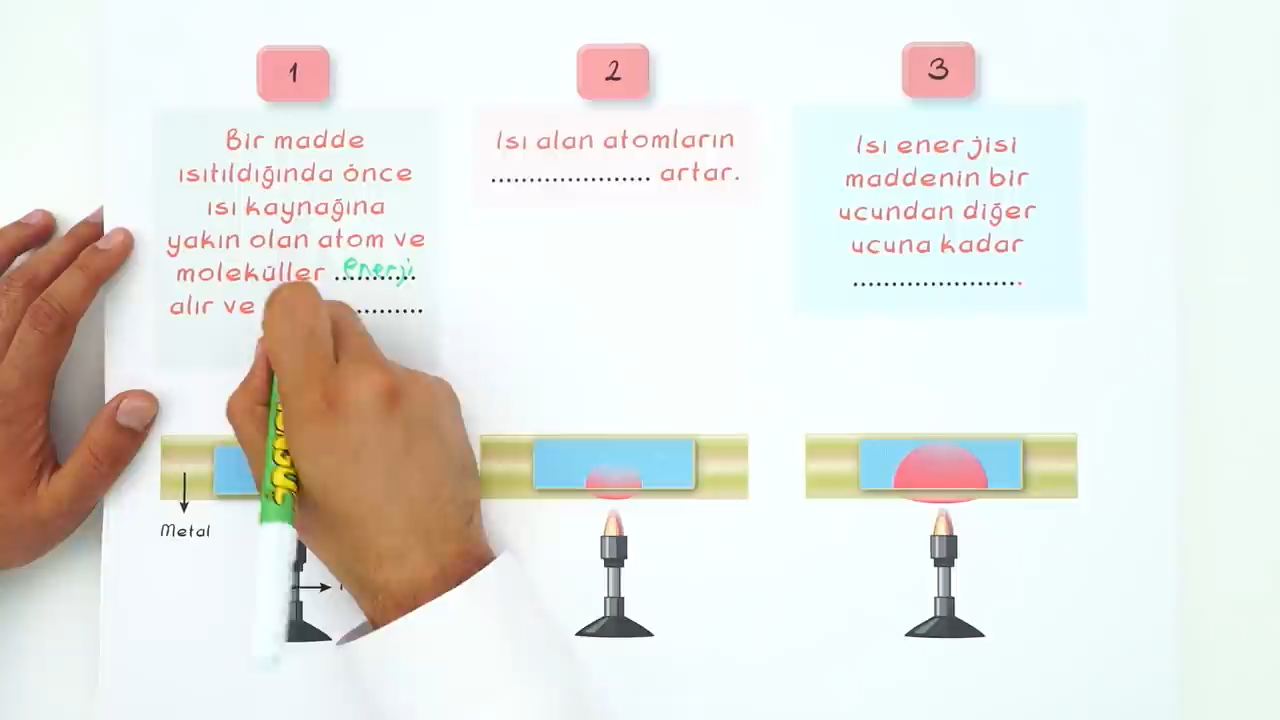 1
Bir madde
ısıtıldığında önce
ısı kaynağına
yakın olan atom ve
moleküller enerji
alır ve
2
Isı alan atomların
..................... artar.
3
Isı enerjisi
maddenin bir
ucundan diğer
ucuna kadar
......................
Metal